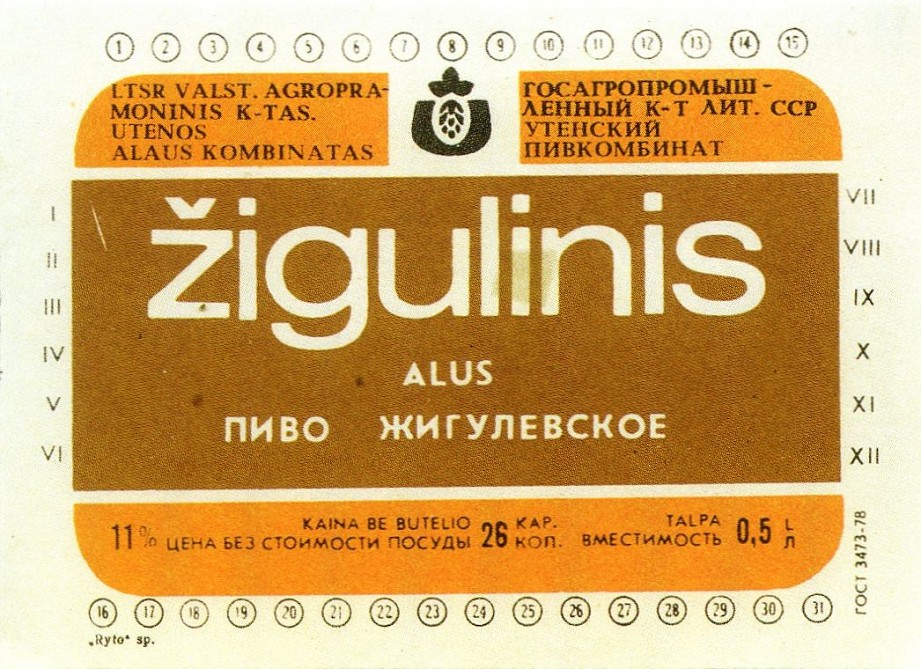 1 2 3 4 5 6 7 8 9 10 11 12 13 14 15
LTSR VALST. AGROPRA-
MONINIS K-TAS.
UTENOS
ALAUS KOMBINATAS
ГОСАГРОПРОМЫШ-
ЛЕННЫЙ К-Т ЛИТ. ССР
УТЕНСКИЙ
ПИВКОМБИНАТ
I
II
III
IV
V
VI
žigulinis
ALUS
ПИВО ЖИГУЛЕВСКОЕ
VII
VIII
IX
X
XI
XII
11%
KAINA BE BUTELIO 26 KAP.
ЦЕНА БЕЗ СТОИМОСТИ ПОСУДЫ КОП.
TALPA 0,5 L
ВМЕСТИМОСТЬ Л
ГОСТ 3473-78
16 17 18 19 20 21 22 23 24 25 26 27 28 29 30 31
„Ryto“ sp.